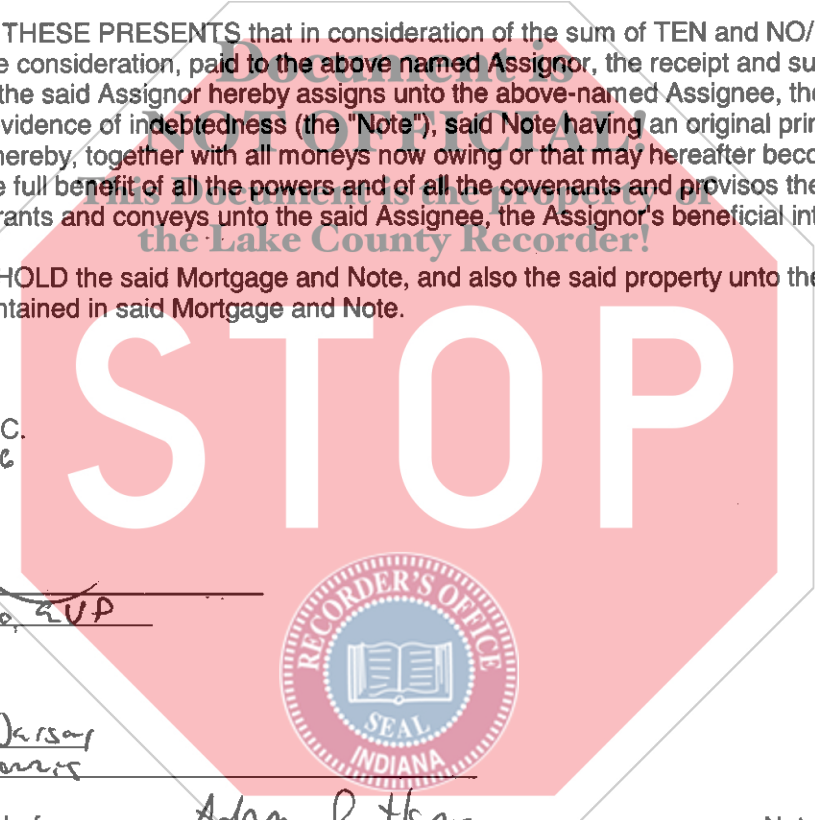 THESE PRESENTS that in consideration of the sum of TEN and NO/
e consideration, paid to the above named Assignor, the receipt and su
the said Assignor hereby assigns unto the above-named Assignee, the
vidence of indebtedness (the "Note"), said Note having an original prin
hereby, together with all moneys now owing or that may hereafter beco
e full benefit of all the powers and of all the covenants and provisos the
rants and conveys unto the said Assignee, the Assignor's beneficial int
HOLD the said Mortgage and Note, and also the said property unto the
ntained in said Mortgage and Note.
Document is
NOT OFFICIAL!
This Document is the property of
the Lake County Recorder!
STOP
C.
RECORDER'S OFFICE
SEAL
INDIANA